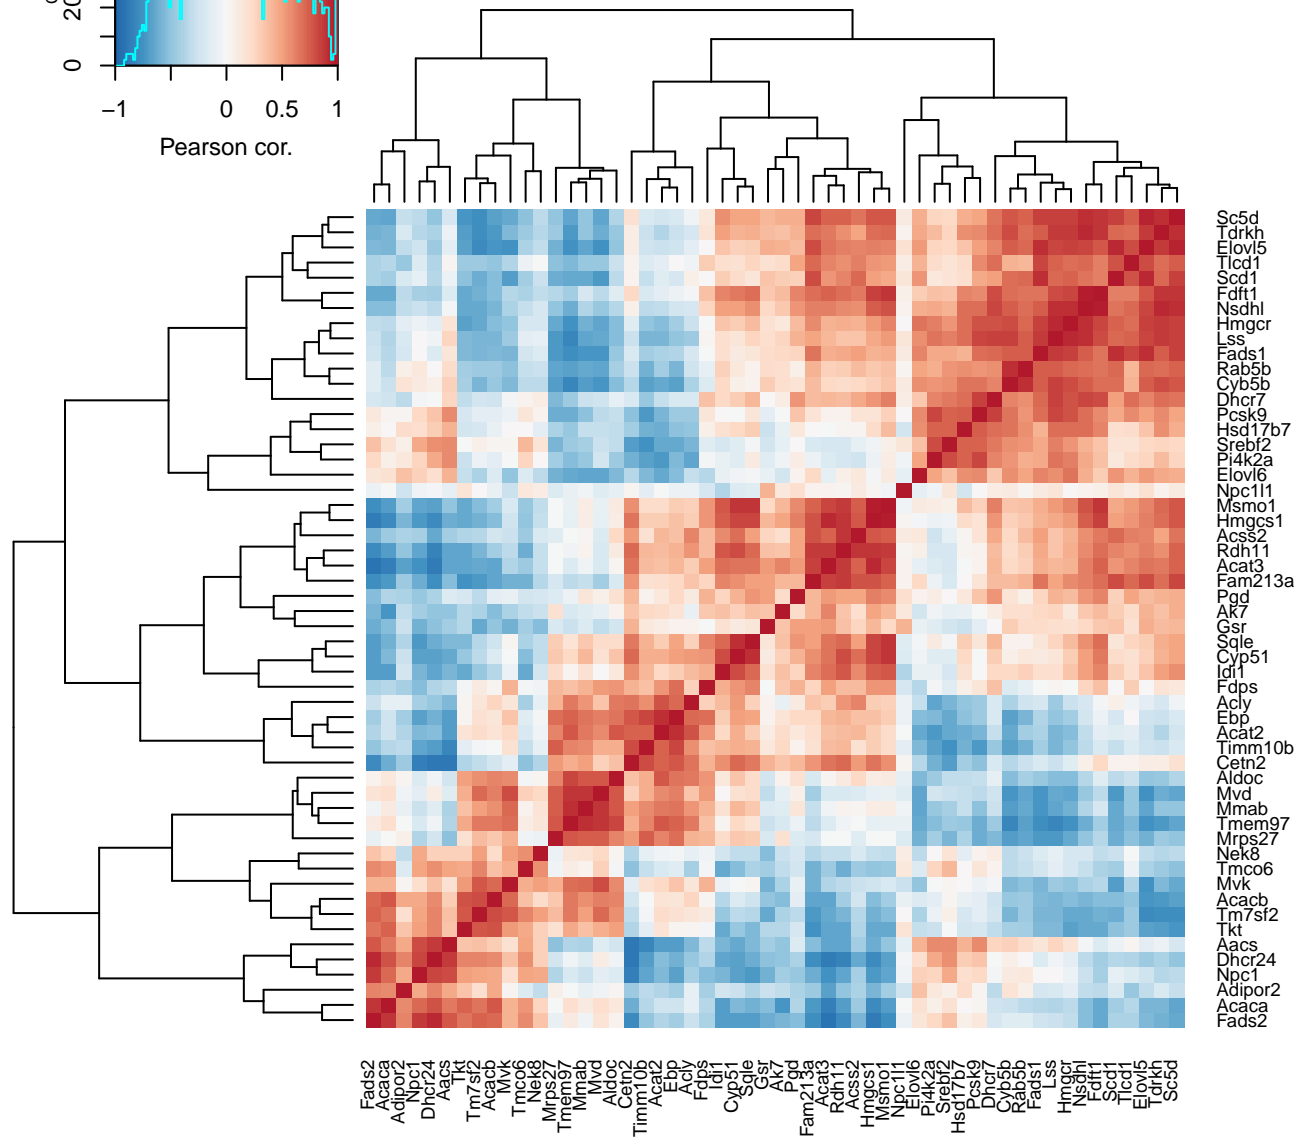 20
0
−1
0
0.5
1
Pearson cor.
Sc5d
Tdrkh
Elovl5
Tlcd1
Scd1
Fdft1
Nsdhl
Hmgcr
Lss
Fads1
Rab5b
Cyb5b
Dhcr7
Pcsk9
Hsd17b7
Srebf2
Pi4k2a
Elovl6
Npc1l1
Msmo1
Hmgcs1
Acss2
Rdh11
Acat3
Fam213a
Pgd
Ak7
Gsr
Sqle
Cyp51
Idi1
Fdps
Acly
Ebp
Acat2
Timm10b
Cetn2
Aldoc
Mvd
Mmab
Tmem97
Mrps27
Nek8
Tmco6
Mvk
Acacb
Tm7sf2
Tkt
Aacs
Dhcr24
Npc1
Adipor2
Acaca
Fads2
Fads2
Acaca
Adipor2
Npc1
Dhcr24
Aacs
Tkt
Tm7sf2
Acacb
Mvk
Tmco6
Nek8
Mrps27
Tmem97
Mmab
Mvd
Aldoc
Cetn2
Timm10b
Acat2
Ebp
Acly
Fdps
Idi1
Cyp51
Sqle
Gsr
Ak7
Pgd
Fam213a
Acat3
Rdh11
Acss2
Hmgcs1
Msmo1
Npc1l1
Elovl6
Pi4k2a
Srebf2
Hsd17b7
Pcsk9
Dhcr7
Cyb5b
Rab5b
Fads1
Lss
Hmgcr
Nsdhl
Fdft1
Scd1
Tlcd1
Elovl5
Tdrkh
Sc5d